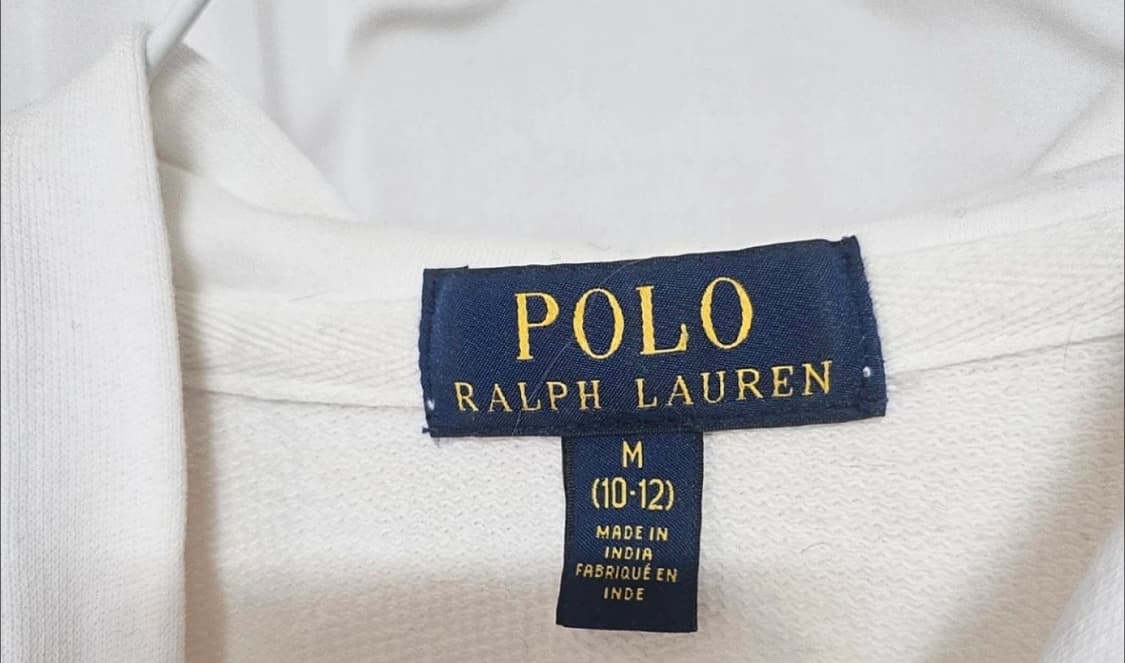 POLO
RALPH LAUREN
M
(10-12)
MADE IN
INDIA
FABRIQUÉ EN
INDE